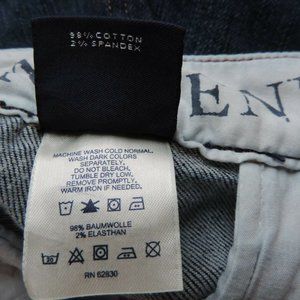 98% COTTON
2% SPANDEX
EN
MACHINE WASH COLD NORMAL.
WASH DARK COLORS
SEPARATELY.
DO NOT BLEACH.
TUMBLE DRY LOW.
REMOVE PROMPTLY.
WARM IRON IF NEEDED.
98% BAUMWOLLE
2% ELASTHAN
RN 62830